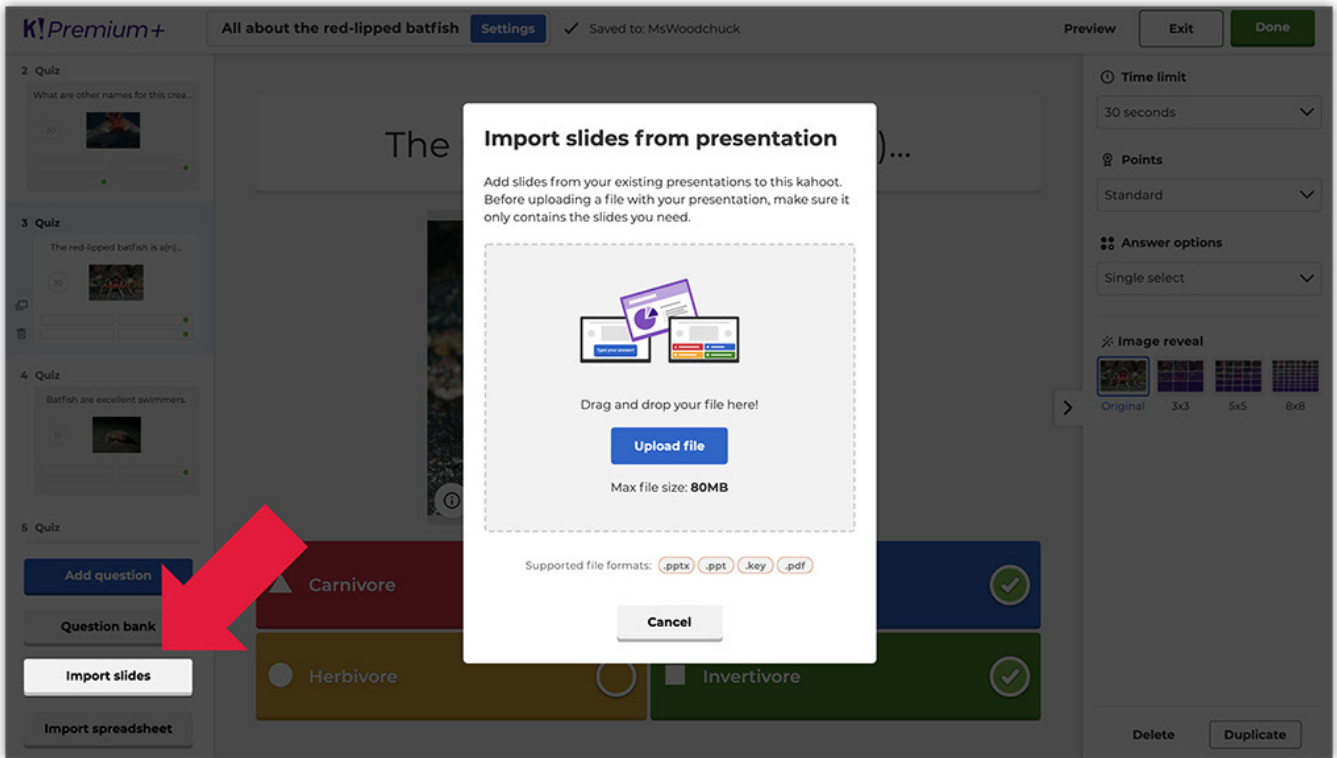 K! Premium+
All about the red-lipped batfish
Settings
Saved to: MsWoodchuck
Preview
Exit
Done
2 Quiz
What are other names for this crea...
30
3 Quiz
The red-lipped batfish is a(n)...
30
4 Quiz
Batfish are excellent swimmers.
10
5 Quiz
Add question
Question bank
Import slides
Import spreadsheet
The
)...
Carnivore
Herbivore
Invertivore
Import slides from presentation
Add slides from your existing presentations to this kahoot.
Before uploading a file with your presentation, make sure it
only contains the slides you need.
Type your answer!
Drag and drop your file here!
Upload file
Max file size: 80MB
Supported file formats: .pptx .ppt .key .pdf
Cancel
Time limit
30 seconds
Points
Standard
Answer options
Single select
Image reveal
Original 3x3 5x5 8x8
Delete
Duplicate